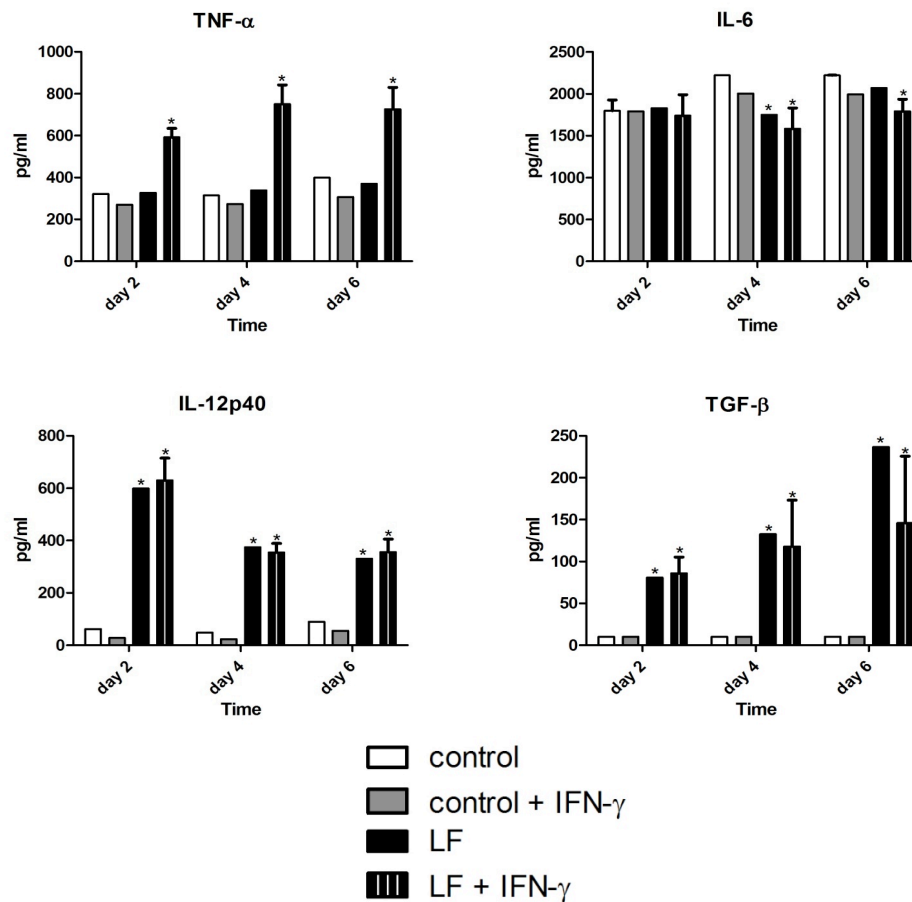 TNF-α
1000
800
600
400
200
0
pg/ml
*
*
*
day 2
day 4
day 6
Time
IL-6
2500
2000
1500
1000
500
0
pg/ml
*
*
*
day 2
day 4
day 6
Time
IL-12p40
800
600
400
200
0
pg/ml
*
*
*
*
*
*
day 2
day 4
day 6
Time
TGF-β
250
200
150
100
50
0
pg/ml
*
*
*
*
*
*
day 2
day 4
day 6
Time
control
control + IFN-γ
LF
LF + IFN-γ